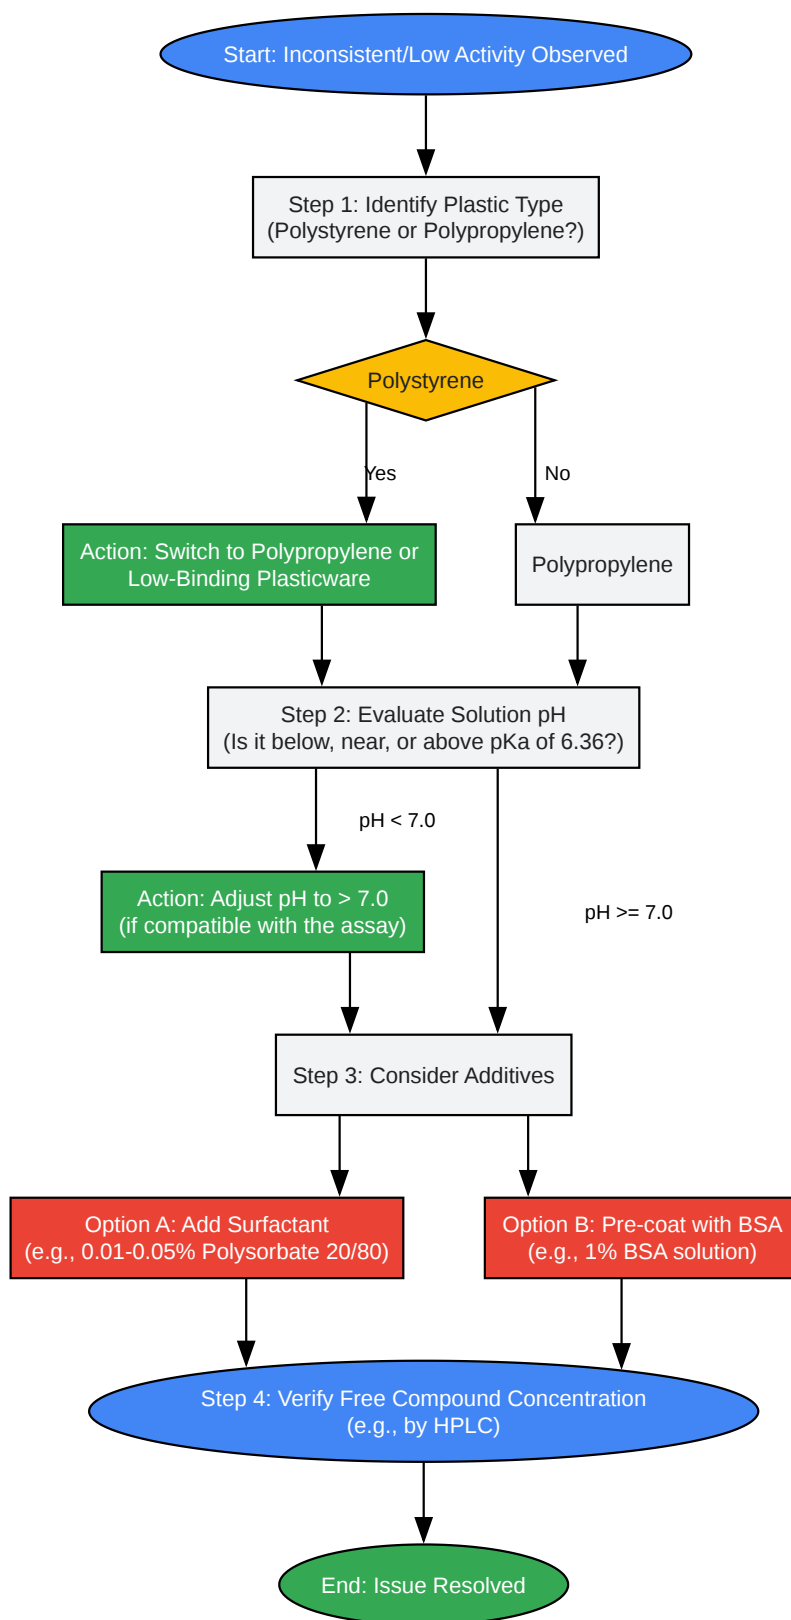 Start: Inconsistent/Low Activity Observed
Step 1: Identify Plastic Type
(Polystyrene or Polypropylene?)
Polystyrene
Yes
No
Action: Switch to Polypropylene or
Low-Binding Plasticware
Polypropylene
Step 2: Evaluate Solution pH
(Is it below, near, or above pKa of 6.36?)
pH < 7.0
Action: Adjust pH to > 7.0
(if compatible with the assay)
pH >= 7.0
Step 3: Consider Additives
Option A: Add Surfactant
(e.g., 0.01-0.05% Polysorbate 20/80)
Option B: Pre-coat with BSA
(e.g., 1% BSA solution)
Step 4: Verify Free Compound Concentration
(e.g., by HPLC)
End: Issue Resolved